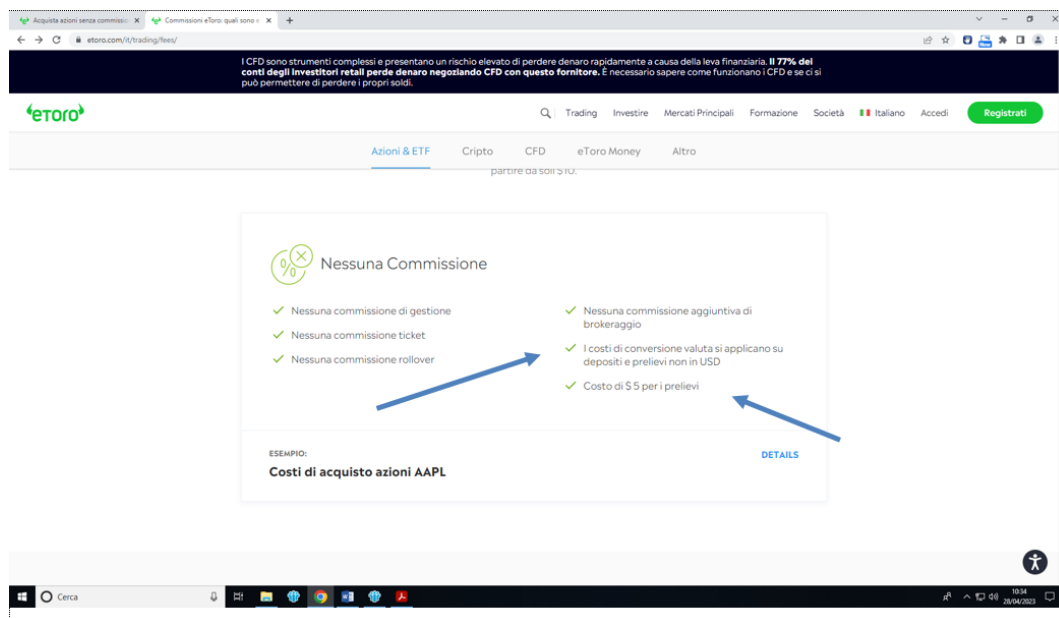 Acquista azioni senza commissio
Commissioni eToro: quali sono e
etoro.com/it/trading/fees/
I CFD sono strumenti complessi e presentano un rischio elevato di perdere denaro rapidamente a causa della leva finanziaria. Il 77% dei
conti degli investitori retail perde denaro negoziando CFD con questo fornitore. È necessario sapere come funzionano i CFD e se ci si
può permettere di perdere i propri soldi.
eToro
Trading Investire Mercati Principali Formazione Società Italiano Accedi Registrati
Azioni & ETF Cripto CFD eToro Money Altro
partire da soli $10.
Nessuna Commissione
Nessuna commissione di gestione
Nessuna commissione ticket
Nessuna commissione rollover
Nessuna commissione aggiuntiva di
brokeraggio
I costi di conversione valuta si applicano su
depositi e prelievi non in USD
Costo di $ 5 per i prelievi
ESEMPIO:
Costi di acquisto azioni AAPL
DETAILS
Cerca
10:34
28/04/2023